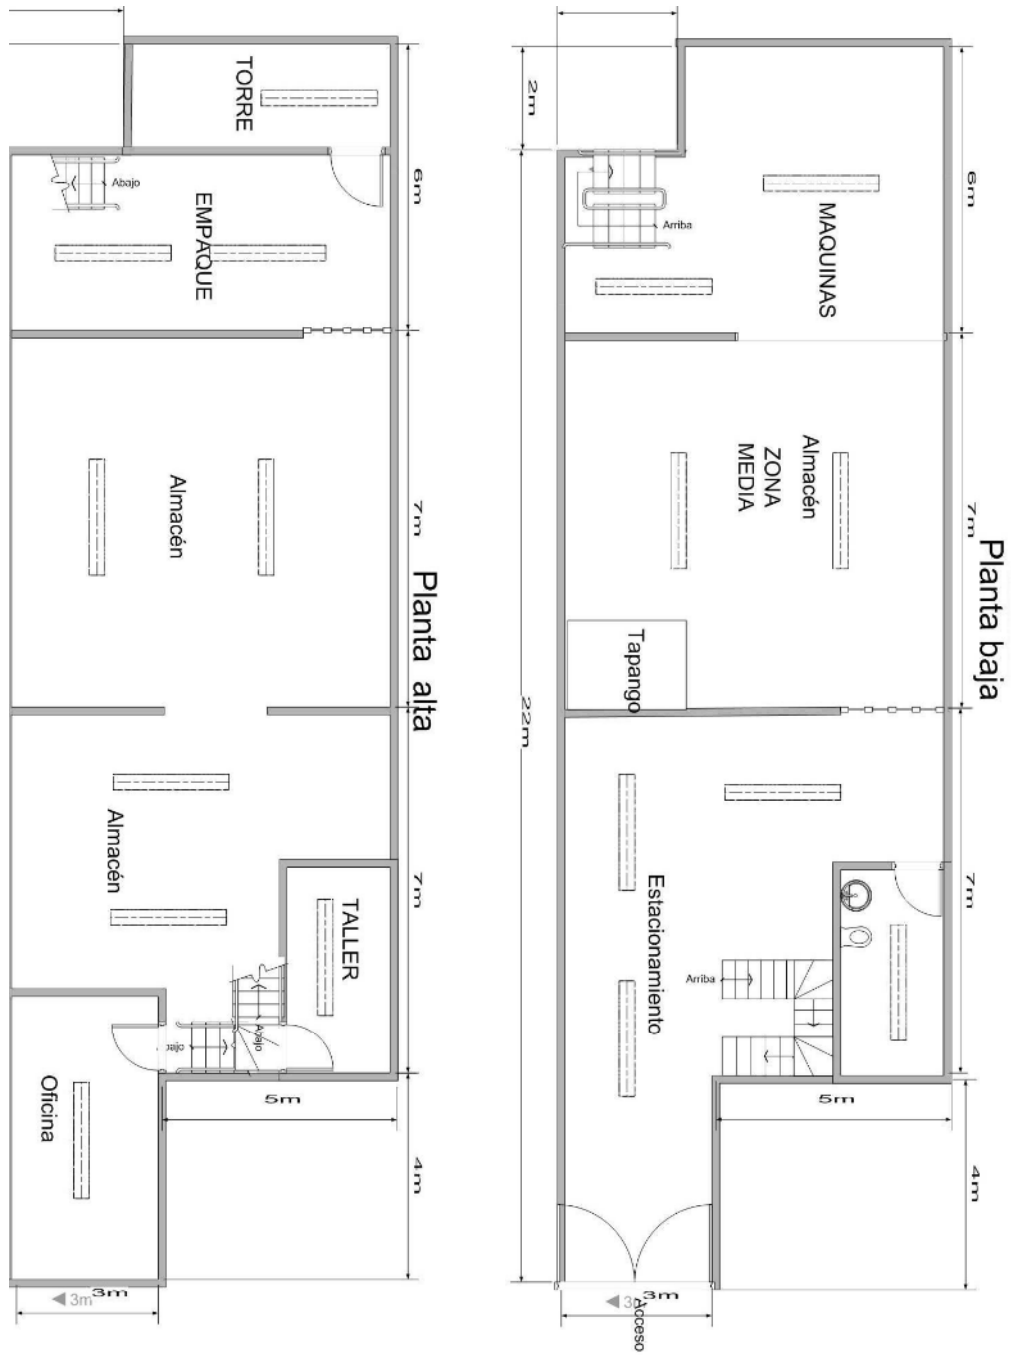 Planta baja
2m
6m
MAQUINAS
Arriba
7m
Almacén
ZONA
MEDIA
Tapango
22m
7m
Estacionamiento
Arriba
5m
4m
3m
3m
Acceso
Planta alta
TORRE
6m
Abajo
EMPAQUE
7m
Almacén
7m
Almacén
TALLER
Abajo
Oficina
5m
4m
3m
3m